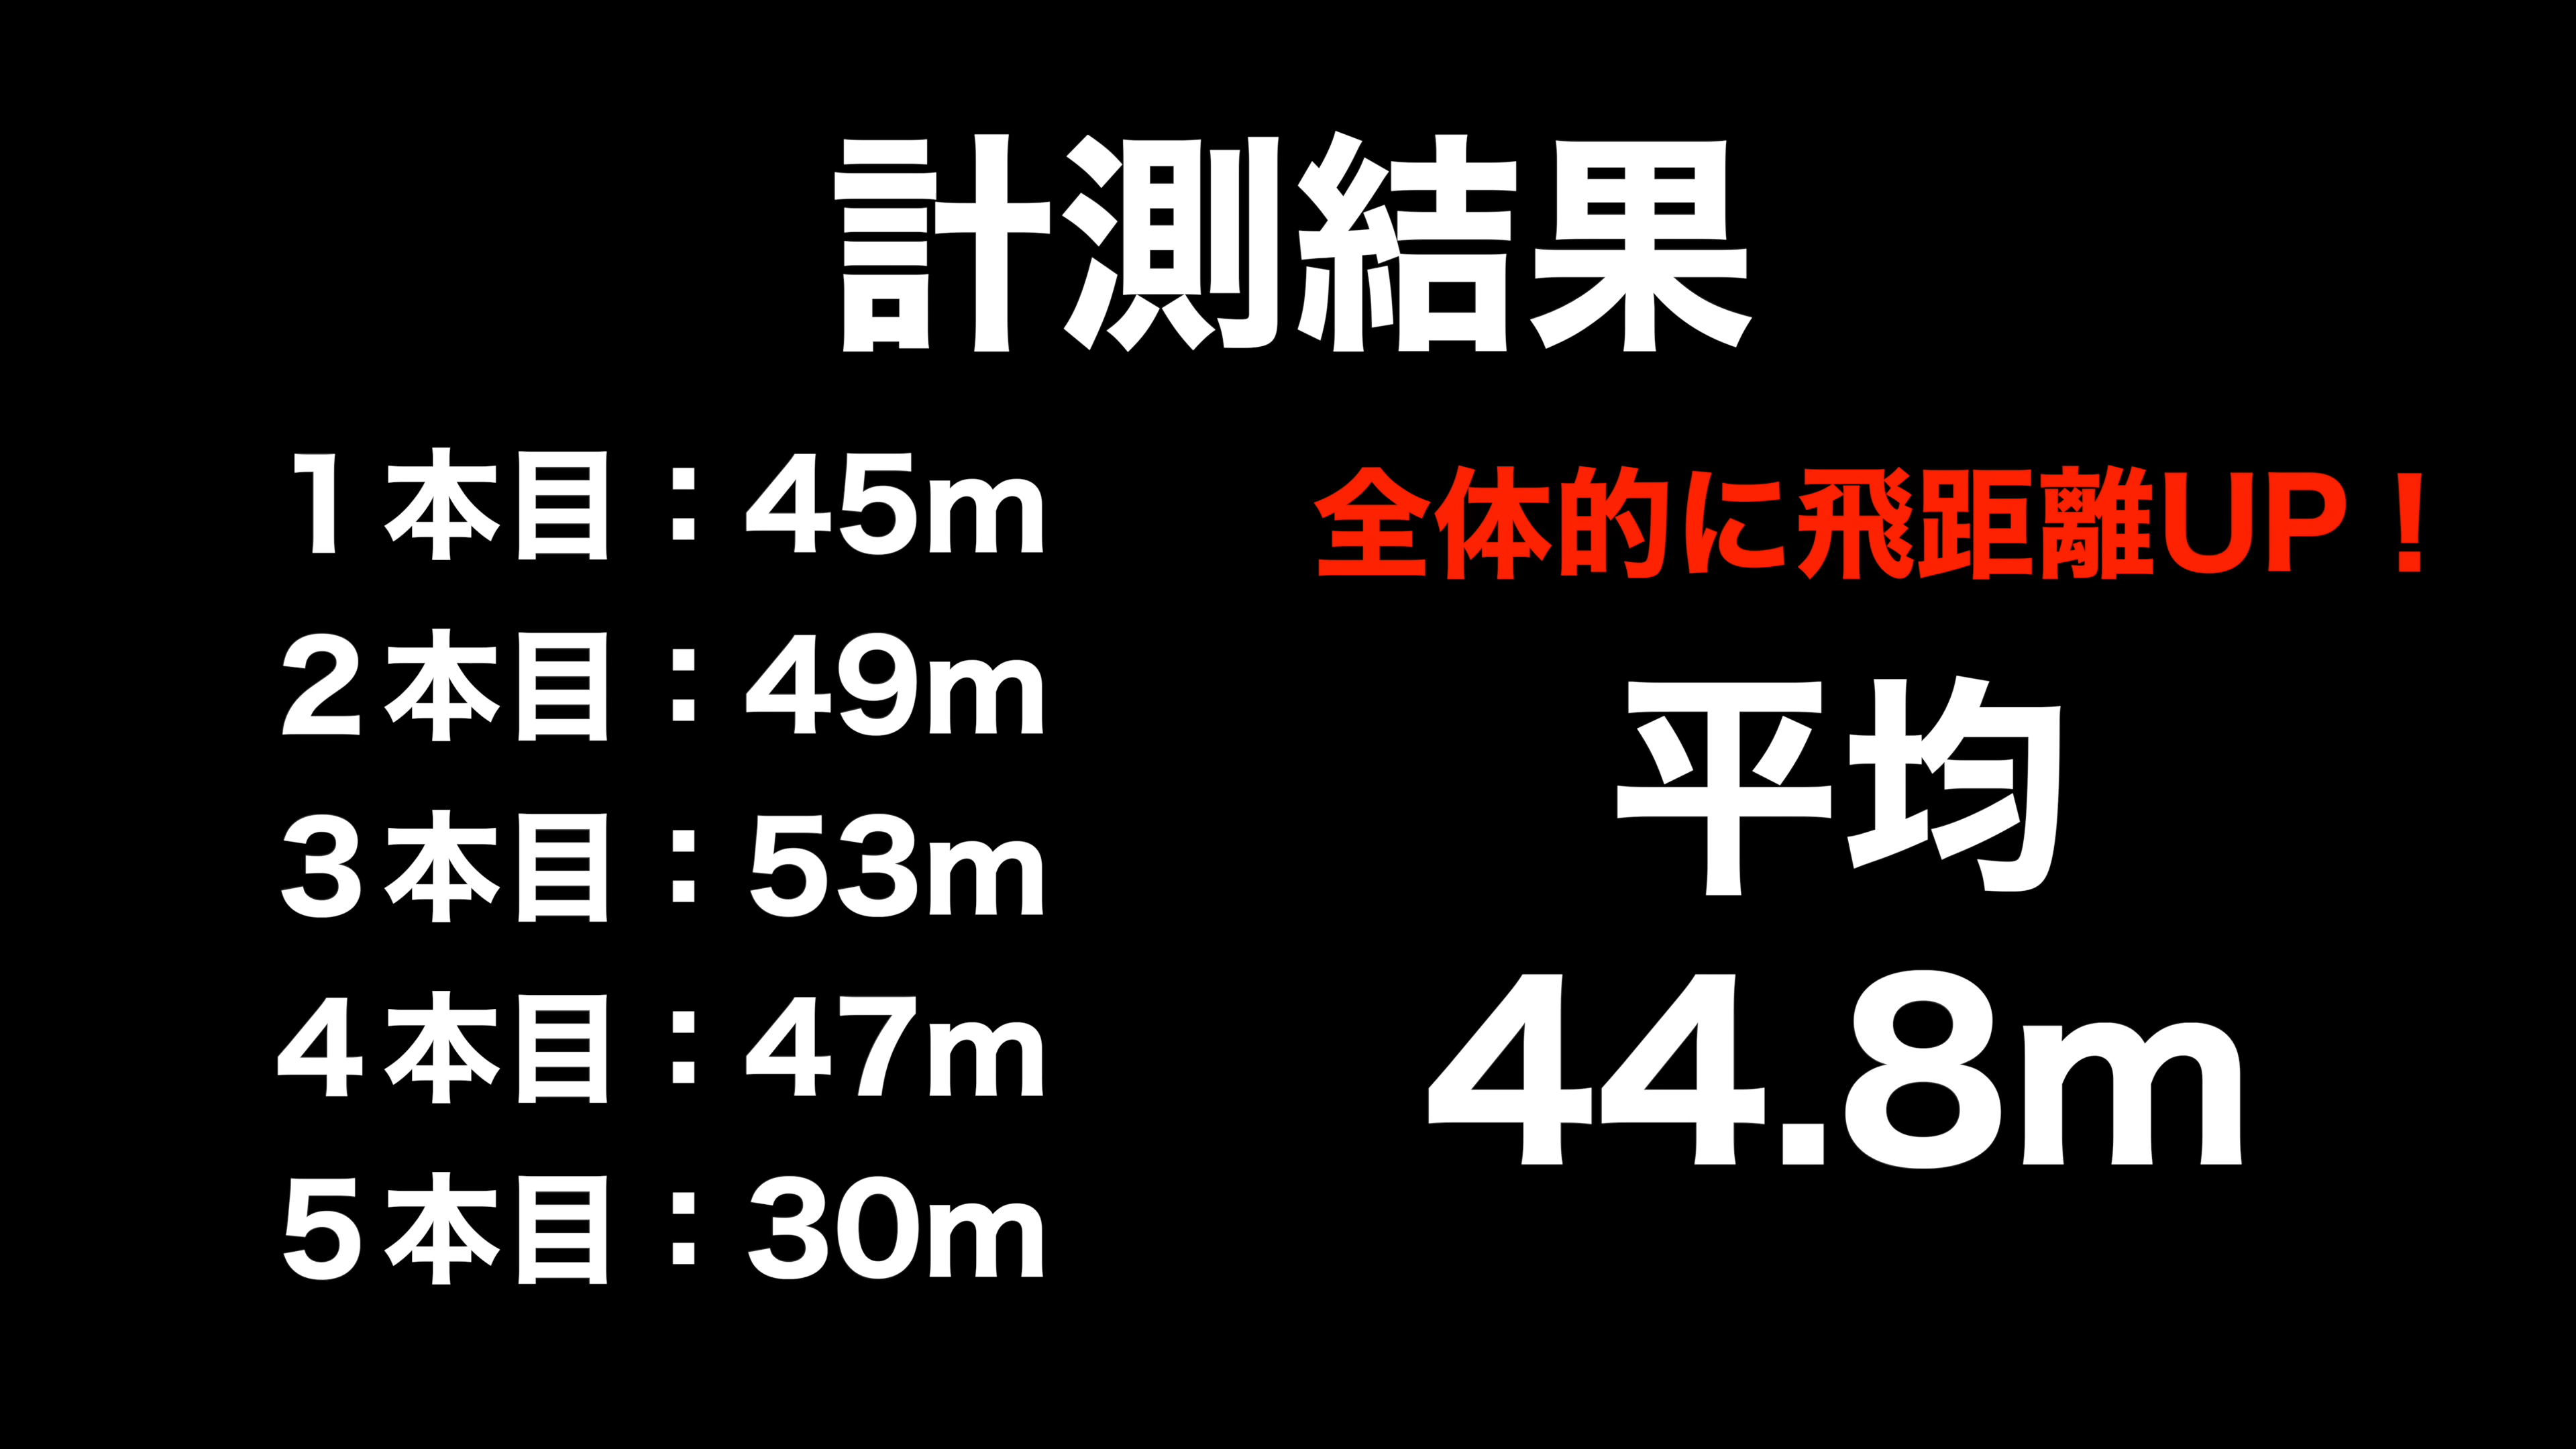 計測結果
１本目：45m
２本目：49m
３本目：53m
４本目：47m
５本目：30m
全体的に飛距離UP！
平均
44.8m